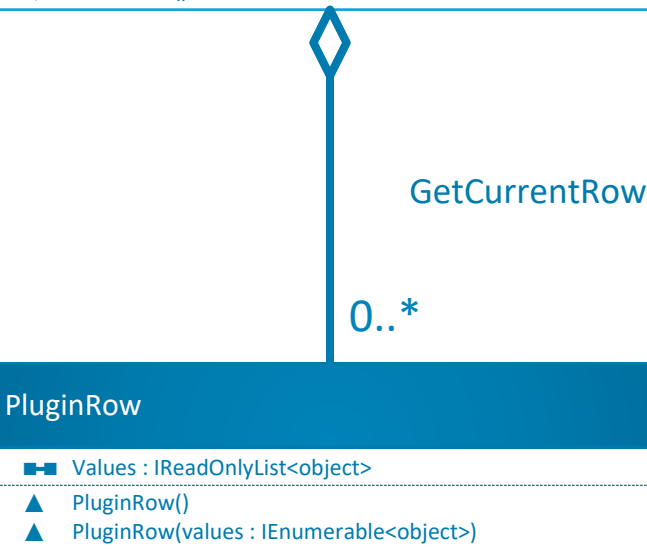 GetCurrentRow
0..*
PluginRow
Values : IReadOnlyList<object>
PluginRow()
PluginRow(values : IEnumerable<object>)